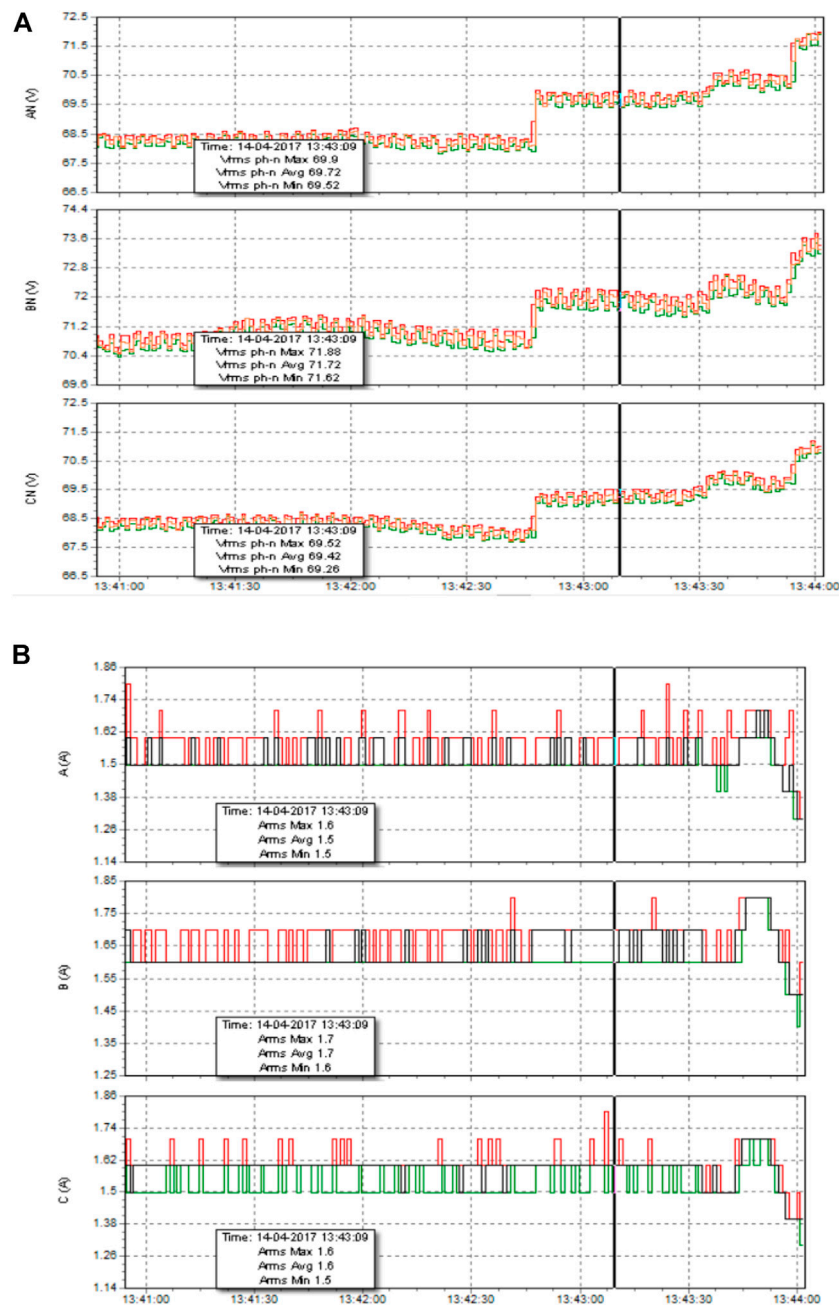 A
72.5
71.5
70.5
69.5
68.5
67.5
66.5
AN (V)
Time: 14-04-2017 13:43:09
Vrms ph-n Max 69.9
Vrms ph-n Avg 69.72
Vrms ph-n Min 69.52
74.4
73.6
72.8
72
71.2
70.4
69.6
BN (V)
Time: 14-04-2017 13:43:09
Vrms ph-n Max 71.88
Vrms ph-n Avg 71.72
Vrms ph-n Min 71.62
72.5
71.5
70.5
69.5
68.5
67.5
66.5
CN (V)
Time: 14-04-2017 13:43:09
Vrms ph-n Max 69.52
Vrms ph-n Avg 69.42
Vrms ph-n Min 69.26
13:41:00 13:41:30 13:42:00 13:42:30 13:43:00 13:43:30 13:44:00
B
1.86
1.74
1.62
1.5
1.38
1.26
1.14
A (A)
Time: 14-04-2017 13:43:09
Arms Max 1.6
Arms Avg 1.5
Arms Min 1.5
1.85
1.75
1.65
1.55
1.45
1.35
1.25
B (A)
Time: 14-04-2017 13:43:09
Arms Max 1.7
Arms Avg 1.7
Arms Min 1.6
1.86
1.74
1.62
1.5
1.38
1.26
1.14
C (A)
Time: 14-04-2017 13:43:09
Arms Max 1.6
Arms Avg 1.6
Arms Min 1.5
13:41:00 13:41:30 13:42:00 13:42:30 13:43:00 13:43:30 13:44:00